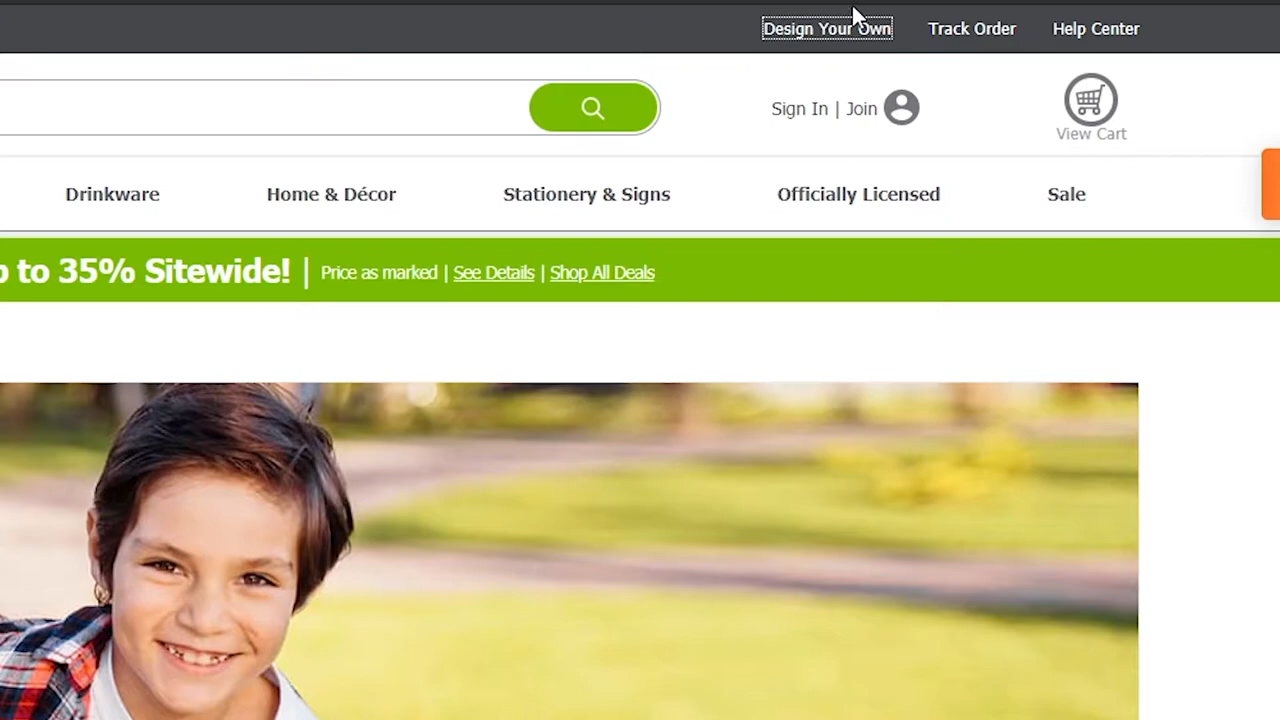 Design Your Own Track Order Help Center
Sign In | Join
View Cart
Drinkware Home & Décor Stationery & Signs Officially Licensed Sale
to 35% Sitewide! | Price as marked | See Details | Shop All Deals